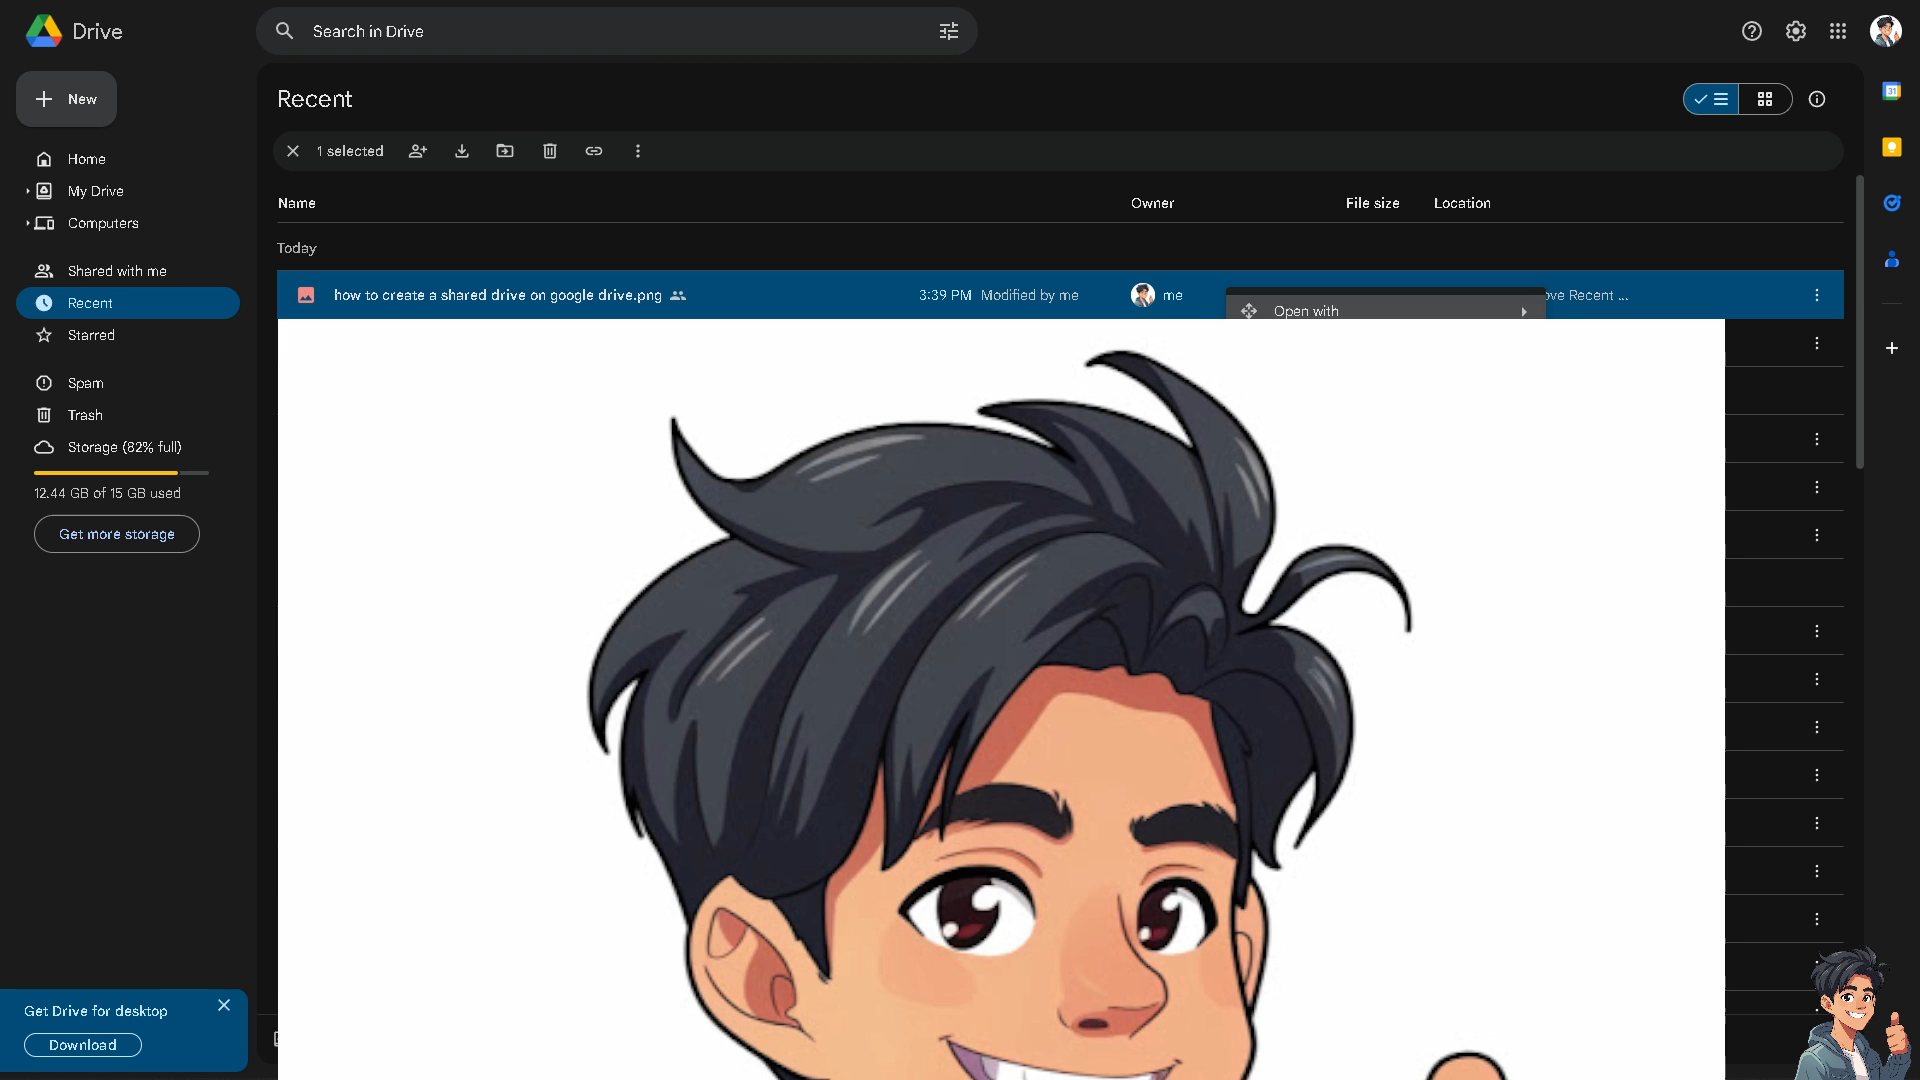 Drive
Search in Drive
New
Home
My Drive
Computers
Shared with me
Recent
Starred
Spam
Trash
Storage (82% full)
12.44 GB of 15 GB used
Get more storage
Get Drive for desktop
Download
Recent
1 selected
Name Owner File size Location
Today
how to create a shared drive on google drive.png 3:39 PM Modified by me me ove Recent ...
Open with
31